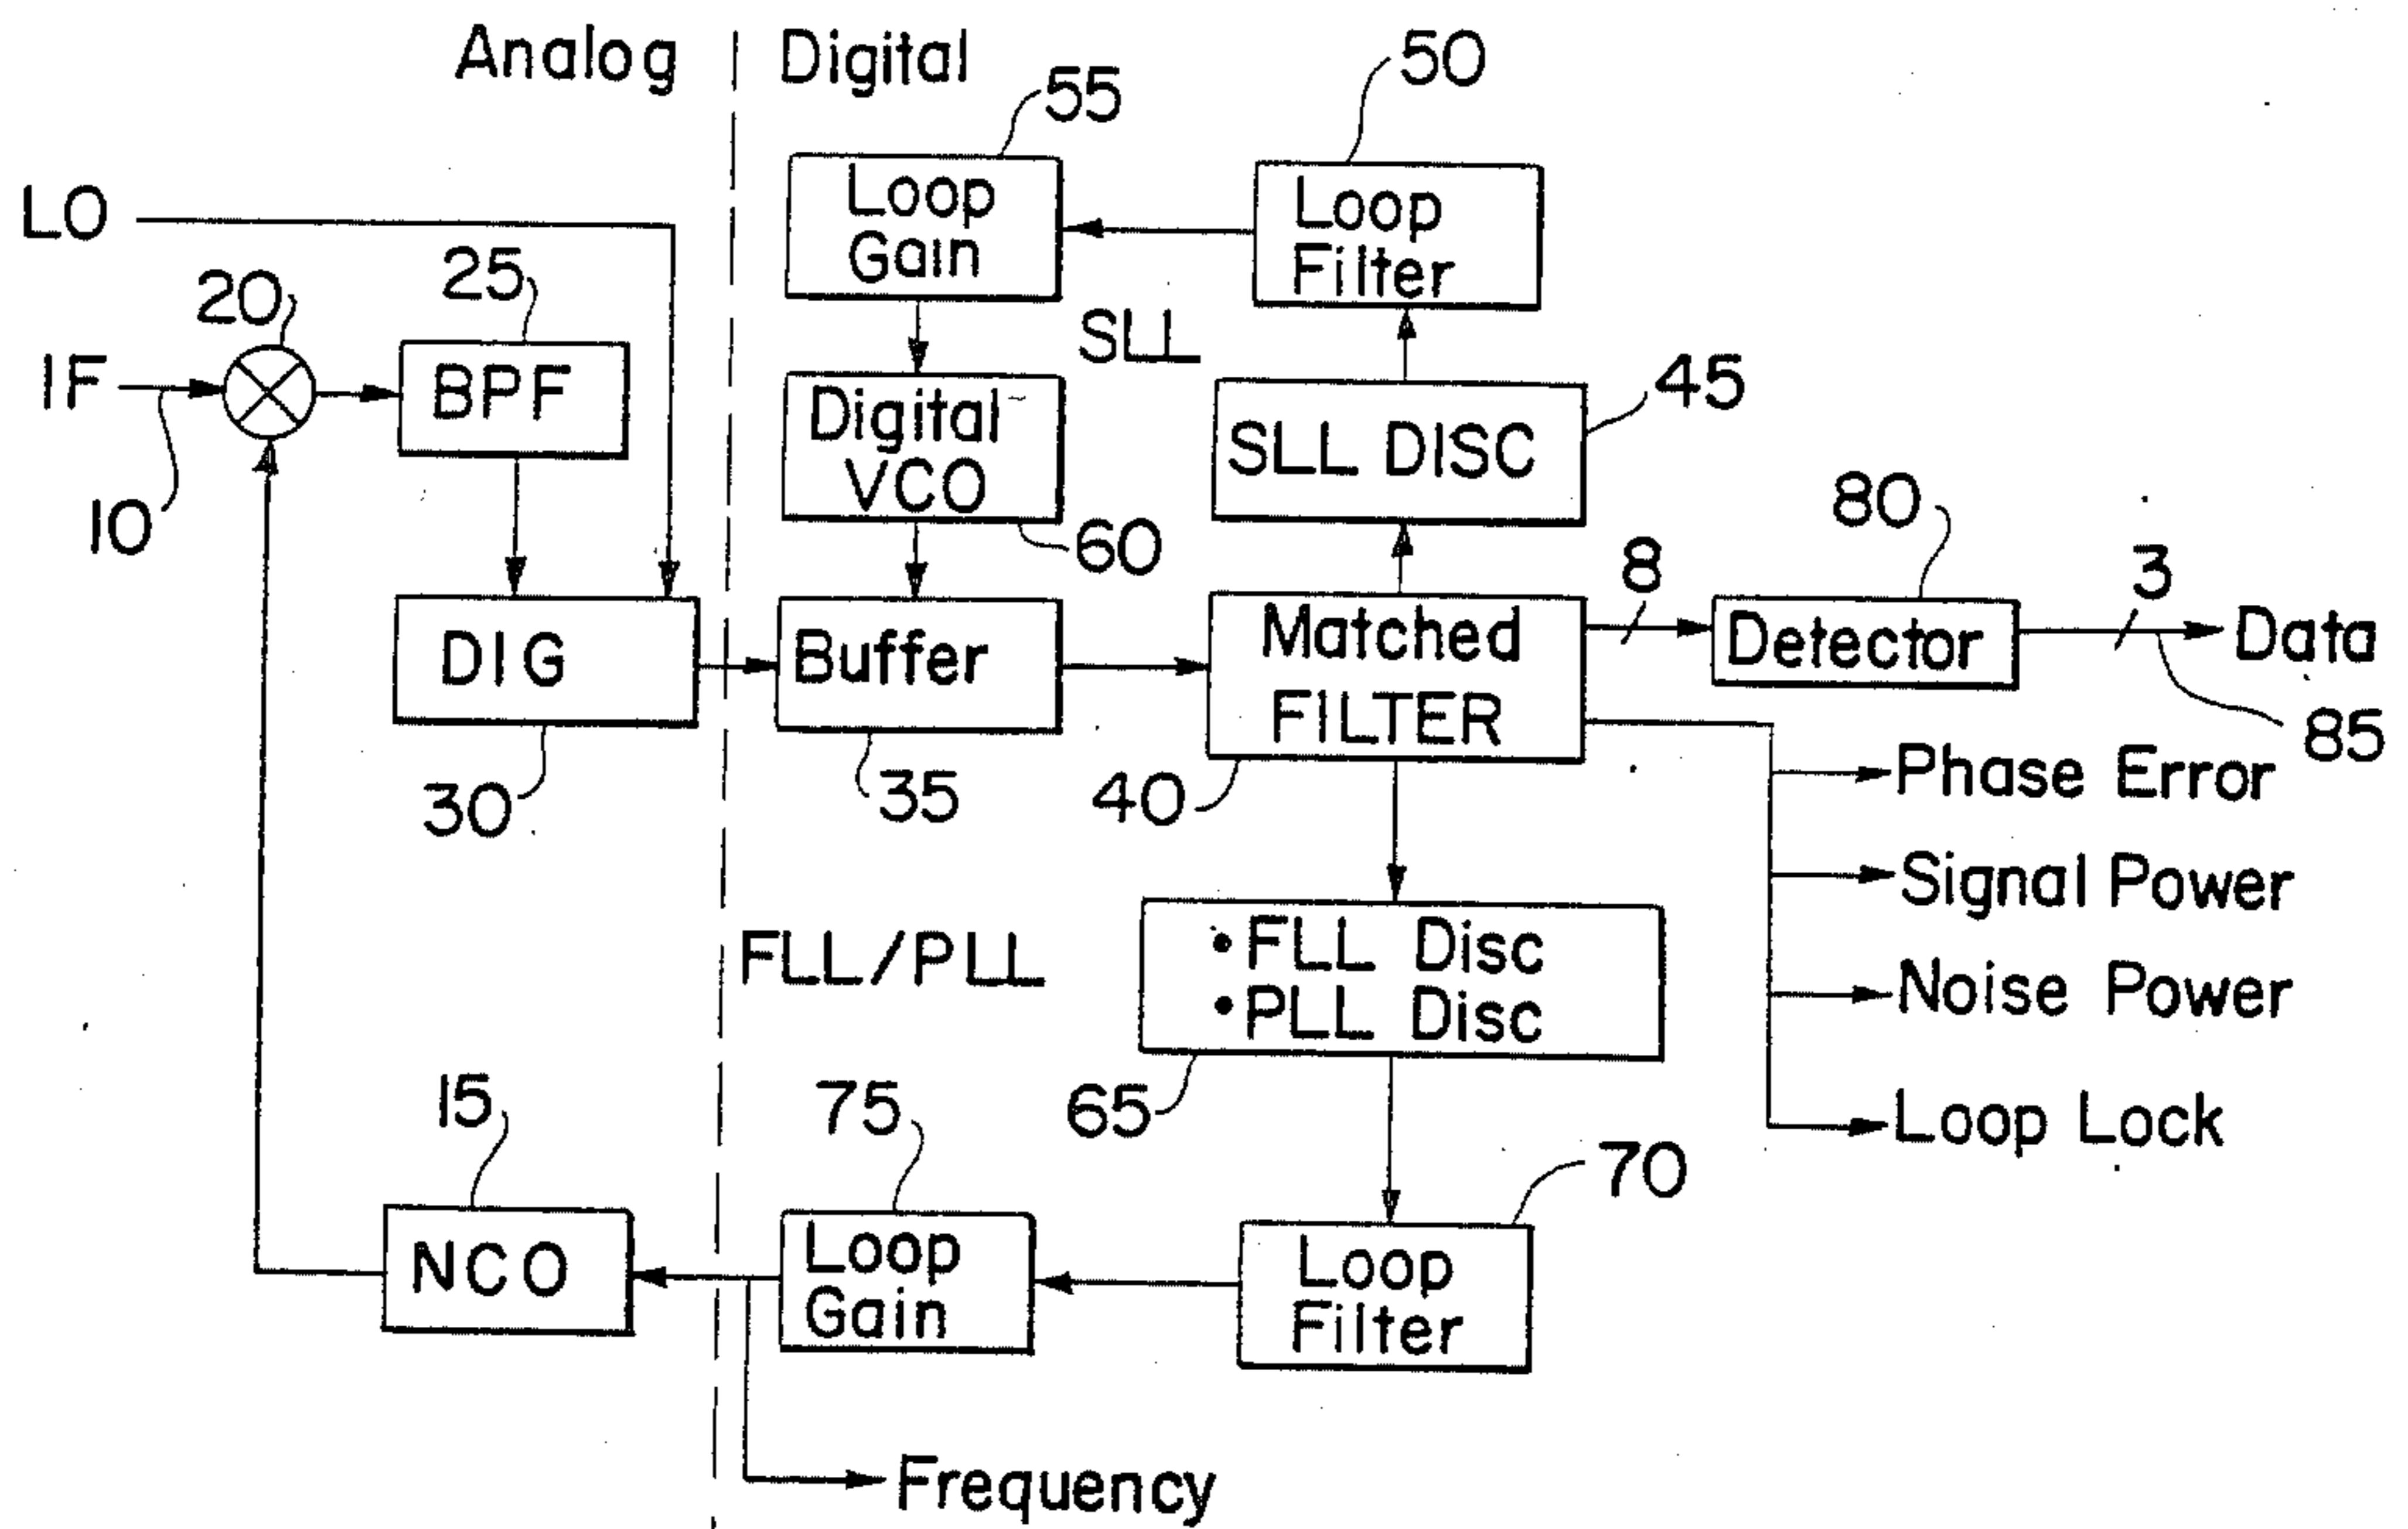 Analog
Digital
55
50
LO
Loop
Gain
Loop
Filter
20
25
SLL
IF
BPF
Digital
VCO
SLL DISC
45
10
60
80
8
3
DIG
Buffer
Matched
FILTER
Detector
Data
85
30
35
40
Phase Error
Signal Power
FLL/PLL
• FLL Disc
• PLL Disc
Noise Power
15
75
65
Loop Lock
70
NCO
Loop
Gain
Loop
Filter
Frequency